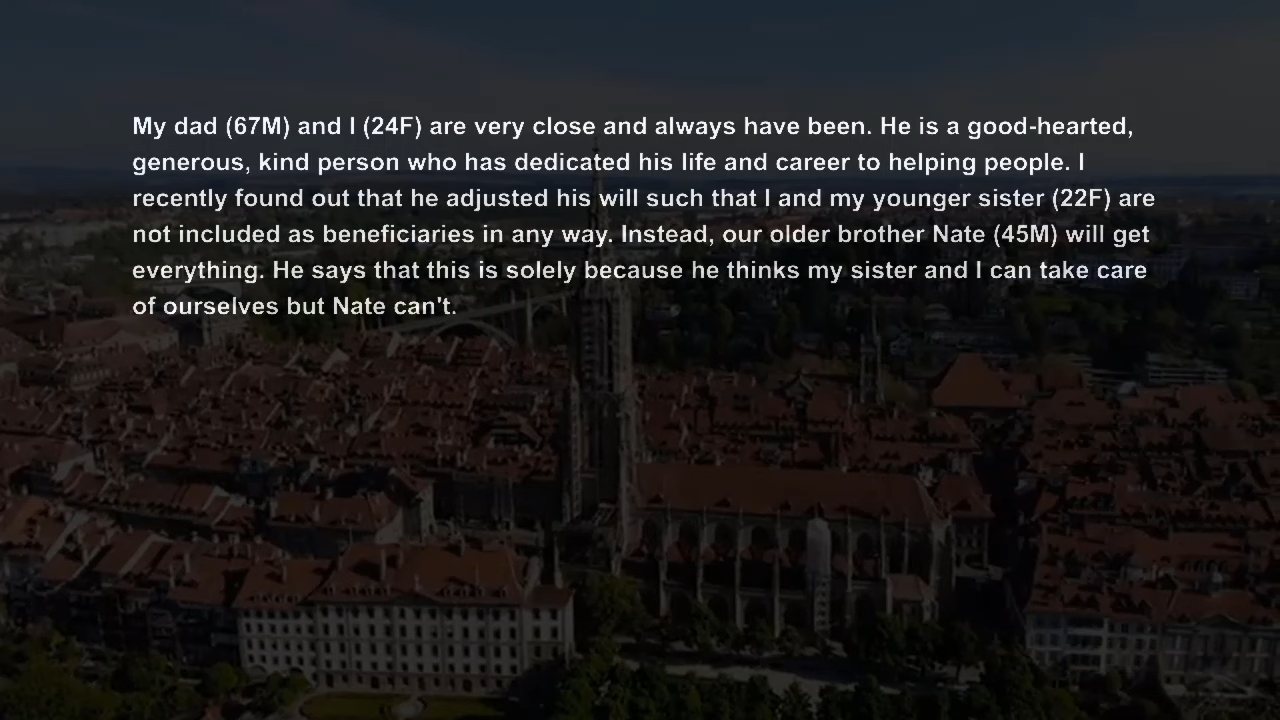 My dad (67M) and I (24F) are very close and always have been. He is a good-hearted,
generous, kind person who has dedicated his life and career to helping people. I
recently found out that he adjusted his will such that I and my younger sister (22F) are
not included as beneficiaries in any way. Instead, our older brother Nate (45M) will get
everything. He says that this is solely because he thinks my sister and I can take care
of ourselves but Nate can't.